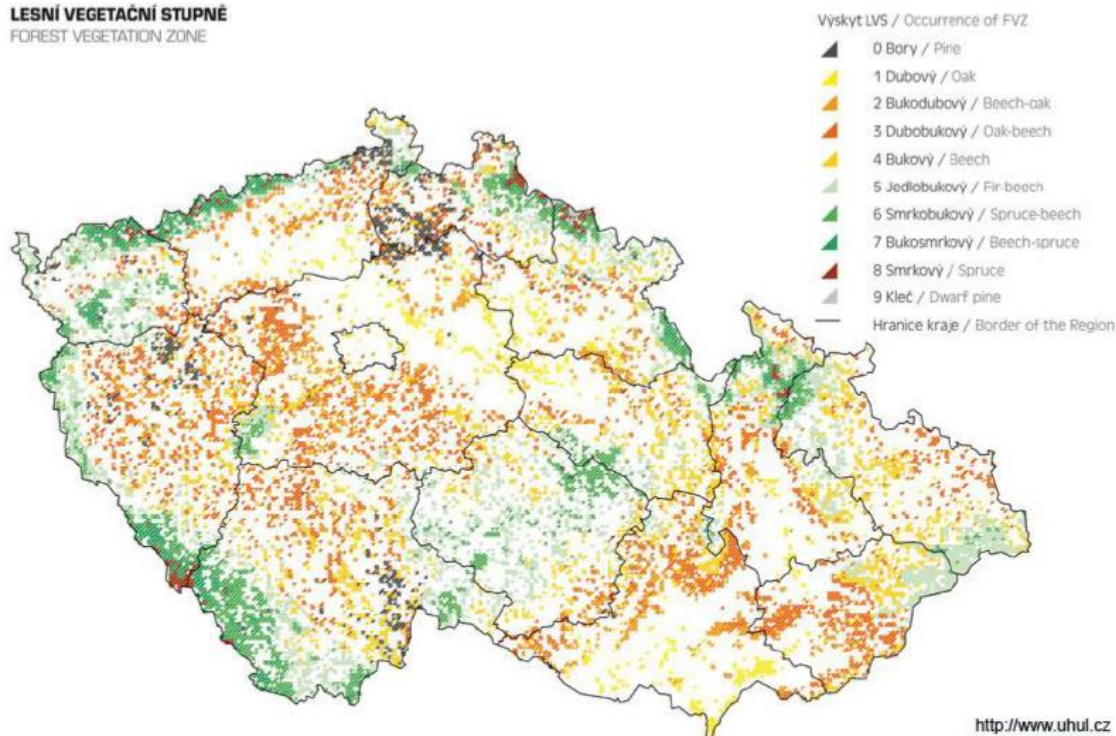 LESNÍ VEGETAČNÍ STUPNĚ
FOREST VEGETATION ZONE
Výskyt LVS / Occurrence of FVZ
0 Bory / Pine
1 Dubový / Oak
2 Bukodubový / Beech-oak
3 Dubobukový / Oak-beech
4 Bukový / Beech
5 Jedlobukový / Fir-beech
6 Smrkobukový / Spruce-beech
7 Bukosmrkový / Beech-spruce
8 Smrkový / Spruce
9 Kleč / Dwarf pine
Hranice kraje / Border of the Region
http://www.uhul.cz